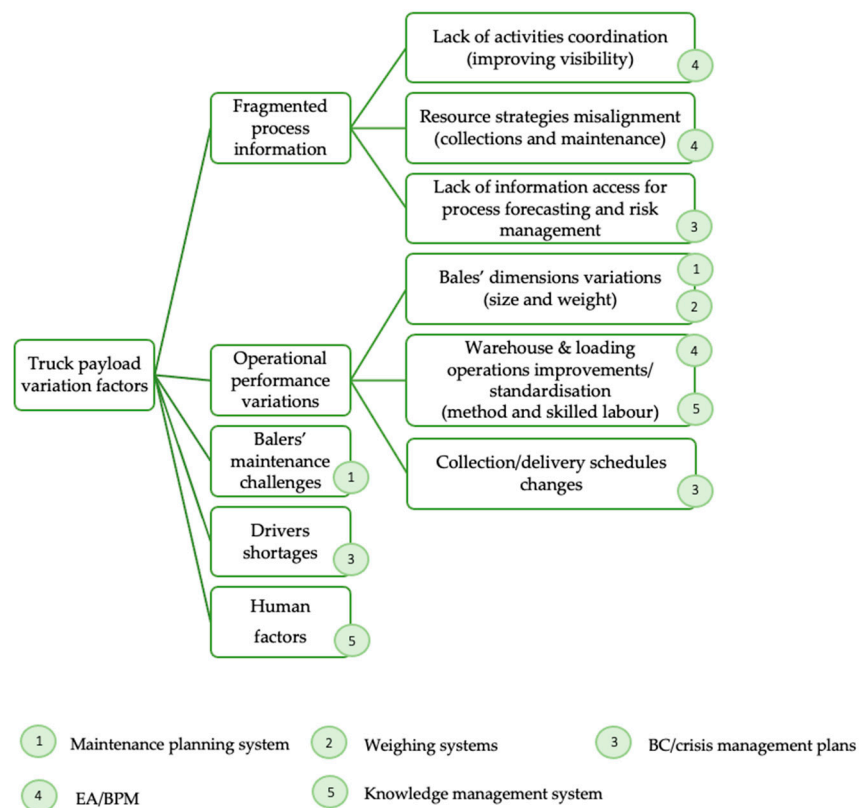 Lack of activities coordination
(improving visibility)
4
Fragmented
process
information
Resource strategies misalignment
(collections and maintenance)
4
Lack of information access for
process forecasting and risk
management
3
Bales’ dimensions variations
(size and weight)
1
2
Truck payload
variation factors
Operational
performance
variations
Warehouse & loading
operations improvements/
standardisation
(method and skilled labour)
4
5
Balers’
maintenance
challenges
1
Collection/delivery schedules
changes
3
Drivers
shortages
3
Human
factors
5
1 Maintenance planning system
2 Weighing systems
3 BC/crisis management plans
4 EA/BPM
5 Knowledge management system